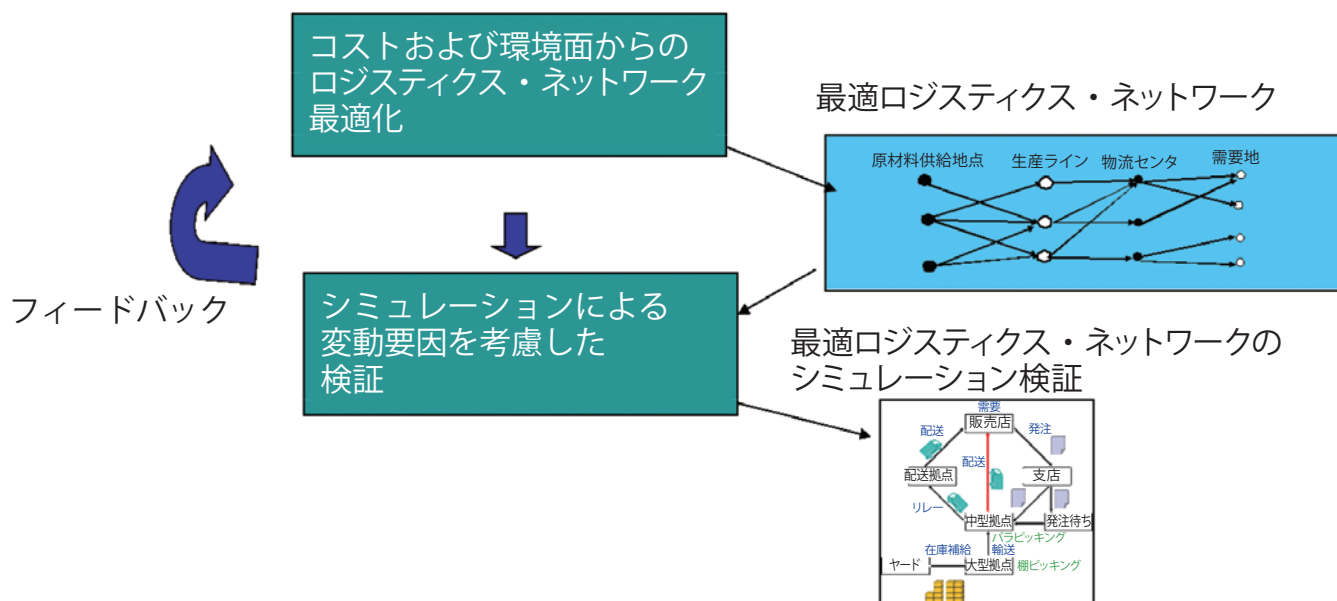 コストおよび環境面からの
ロジスティクス・ネットワーク
最適化
最適ロジスティクス・ネットワーク
原材料供給地点
生産ライン
物流センタ
需要地
フィードバック
シミュレーションによる
変動要因を考慮した
検証
最適ロジスティクス・ネットワークの
シミュレーション検証
需要
販売店
配送
発注
配送
配送拠点
支店
リレー
中型拠点
発注待ち
バラピッキング
在庫補給
輸送
ヤード
大型拠点
棚ピッキング